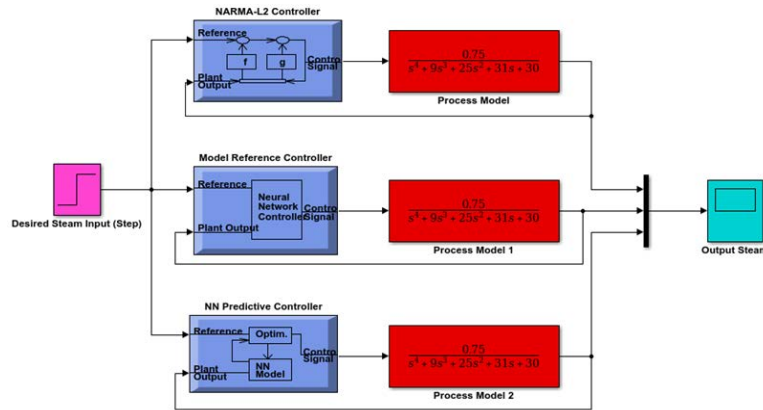 NARMA-L2 Controller
Reference
f
g
Contro
Signal
Plant
Output
0.75
s⁴ + 9s³ + 25s² + 31s + 30
Process Model
Model Reference Controller
Reference
Neural
Network
Controller
Contro
Signal
Plant Output
0.75
s⁴ + 9s³ + 25s² + 31s + 30
Process Model 1
Desired Steam Input (Step)
Output Steam
NN Predictive Controller
Reference
Optim.
Contro
Signal
NN
Model
Plant
Output
0.75
s⁴ + 9s³ + 25s² + 31s + 30
Process Model 2